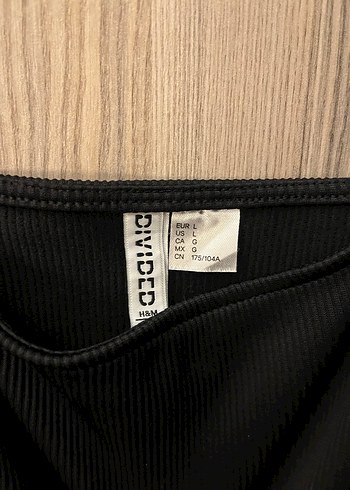 DIVIDED
H&M
EUR L
US L
CA G
MX G
CN 175/104A